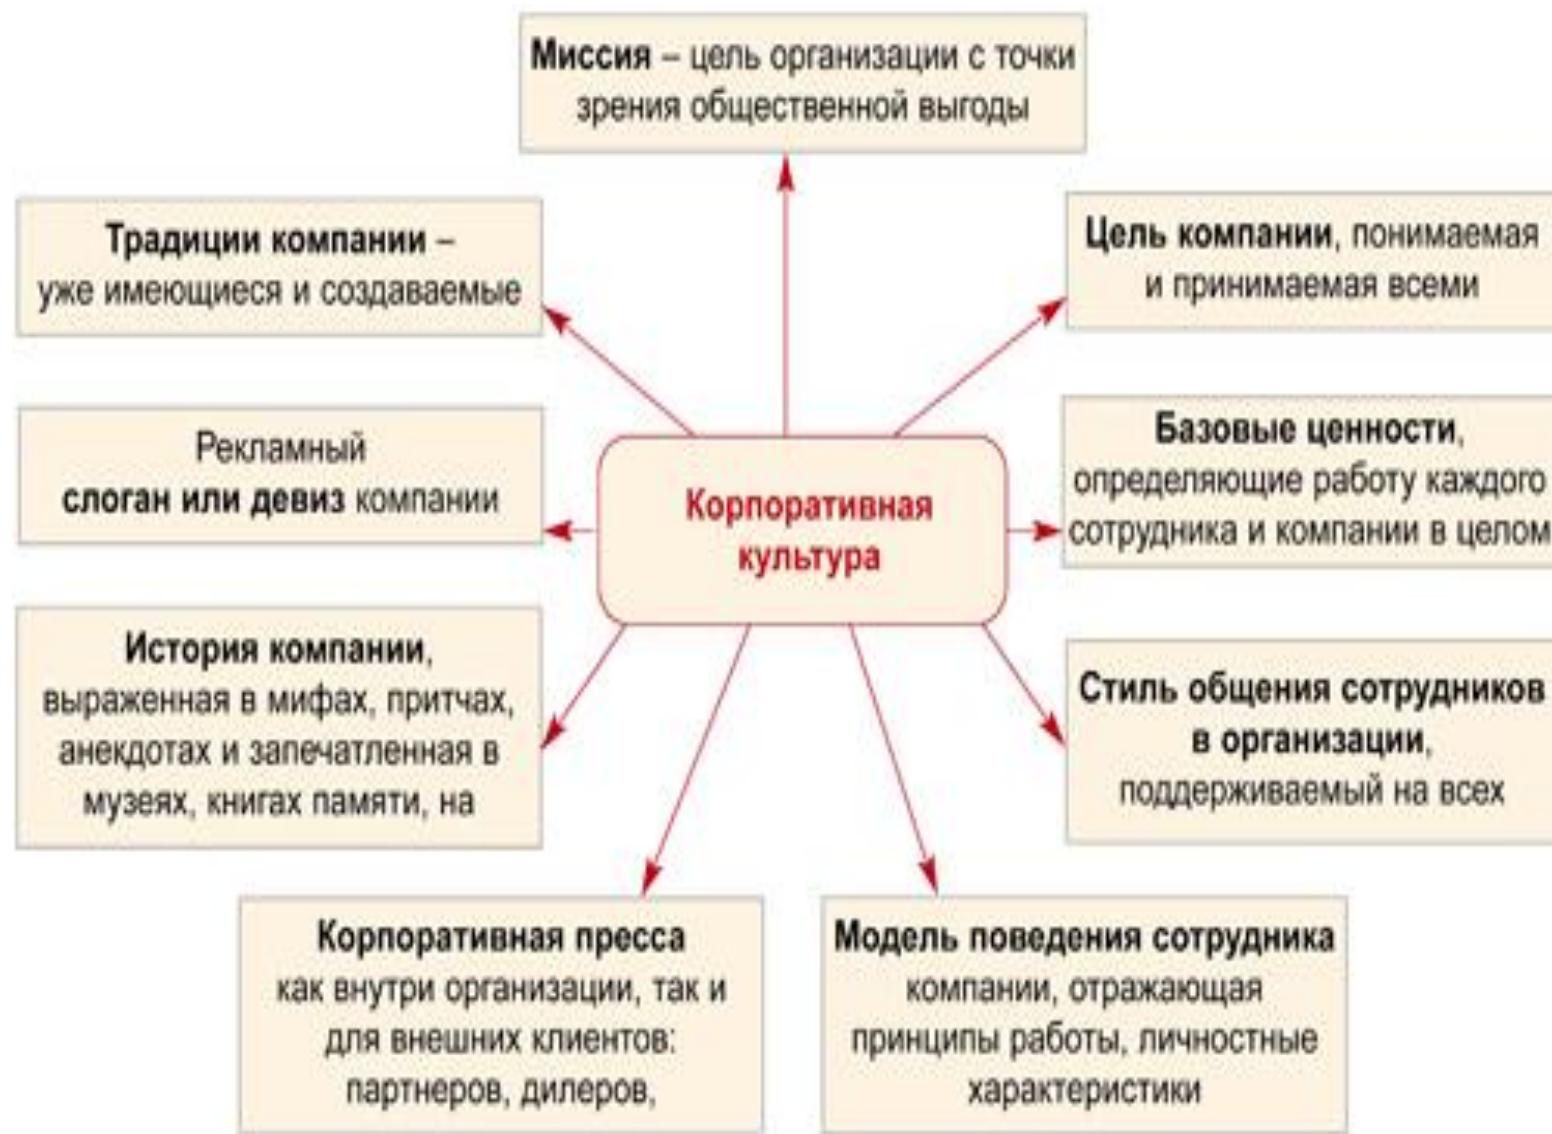 Миссия – цель организации с точки
зрения общественной выгоды
Традиции компании –
уже имеющиеся и создаваемые
Цель компании, понимаемая
и принимаемая всеми
Рекламный
слоган или девиз компании
Базовые ценности,
определяющие работу каждого
сотрудника и компании в целом
Корпоративная
культура
История компании,
выраженная в мифах, притчах,
анекдотах и запечатленная в
музеях, книгах памяти, на
Стиль общения сотрудников
в организации,
поддерживаемый на всех
Корпоративная пресса
как внутри организации, так и
для внешних клиентов:
партнеров, дилеров,
Модель поведения сотрудника
компании, отражающая
принципы работы, личностные
характеристики